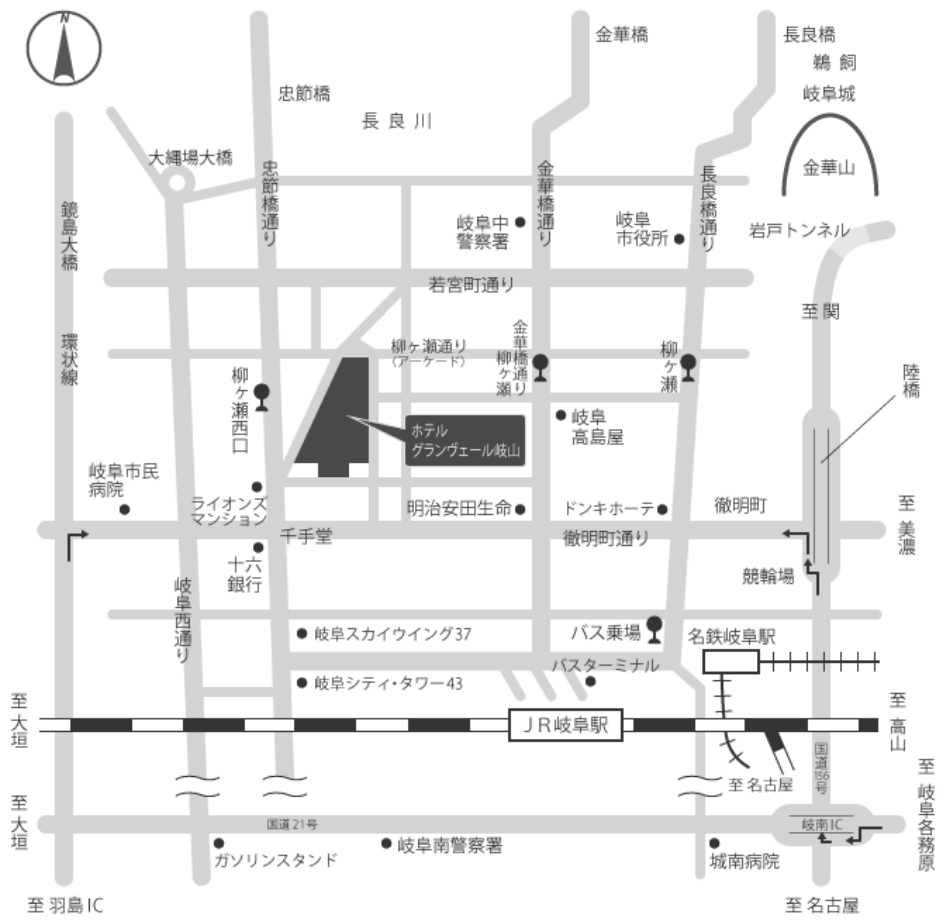 N
金華橋
長良橋
鵜飼
忠節橋
岐阜城
長良川
大縄場大橋
金華山
忠節橋通り
金華橋通り
長良橋通り
鏡島大橋
岐阜中
警察署
岐阜
市役所
岩戸トンネル
若宮町通り
至関
環状線
柳ヶ瀬通り
(アーケード)
金華橋通り
柳ヶ瀬
柳ヶ瀬
柳ヶ瀬西口
陸橋
ホテル
グランヴェール岐山
岐阜
高島屋
岐阜市民
病院
ライオンズ
マンション
明治安田生命
ドンキホーテ
徹明町
至美濃
千手堂
徹明町通り
十六
銀行
競輪場
岐阜西通り
岐阜スカイウイング37
バス乗場
名鉄岐阜駅
バスターミナル
岐阜シティ・タワー43
至大垣
JR岐阜駅
至高山
国道156号
至名古屋
至岐阜各務原
至大垣
国道21号
岐南IC
ガソリンスタンド
岐阜南警察署
城南病院
至羽島IC
至名古屋